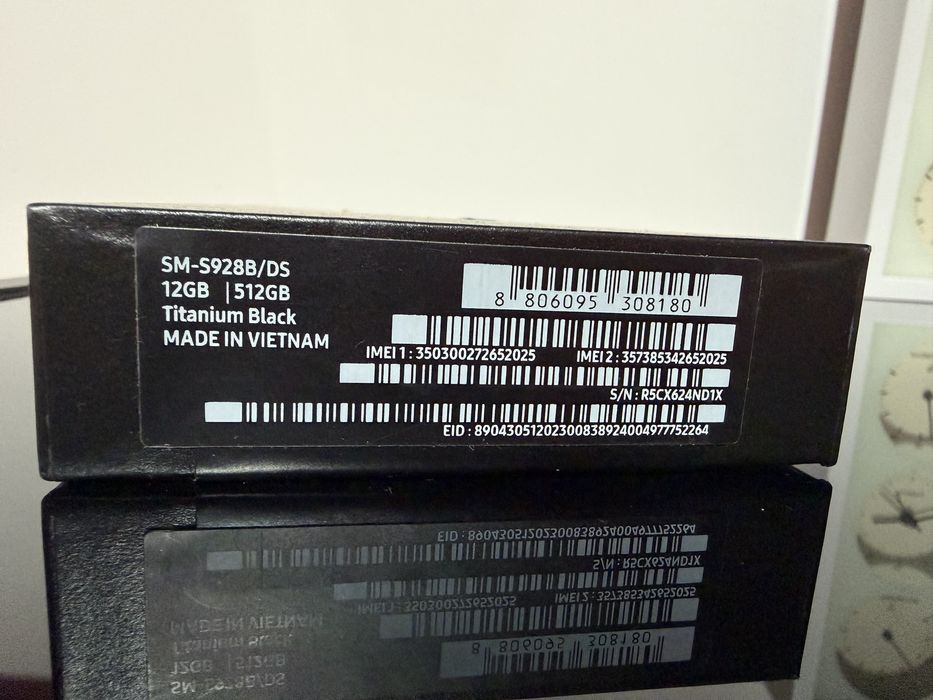 SM-S928B/DS
12GB | 512GB
Titanium Black
MADE IN VIETNAM
8 806095 308180
IMEI 1 : 350300272652025 IMEI 2 : 357385342652025
S/N : R5CX624ND1X
EID : 89043051202300838924004977752264